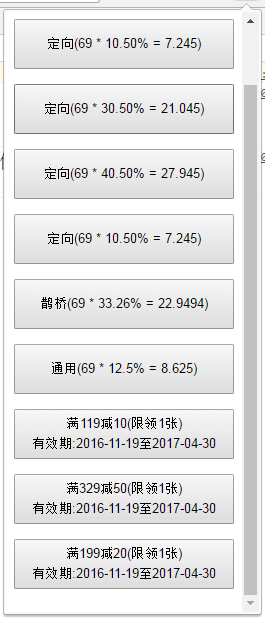 定向(69 * 10.50% = 7.245)
定向(69 * 30.50% = 21.045)
定向(69 * 40.50% = 27.945)
定向(69 * 10.50% = 7.245)
鹊桥(69 * 33.26% = 22.9494)
通用(69 * 12.5% = 8.625)
满119减10(限领1张)
有效期:2016-11-19至2017-04-30
满329减50(限领1张)
有效期:2016-11-19至2017-04-30
满199减20(限领1张)
有效期:2016-11-19至2017-04-30